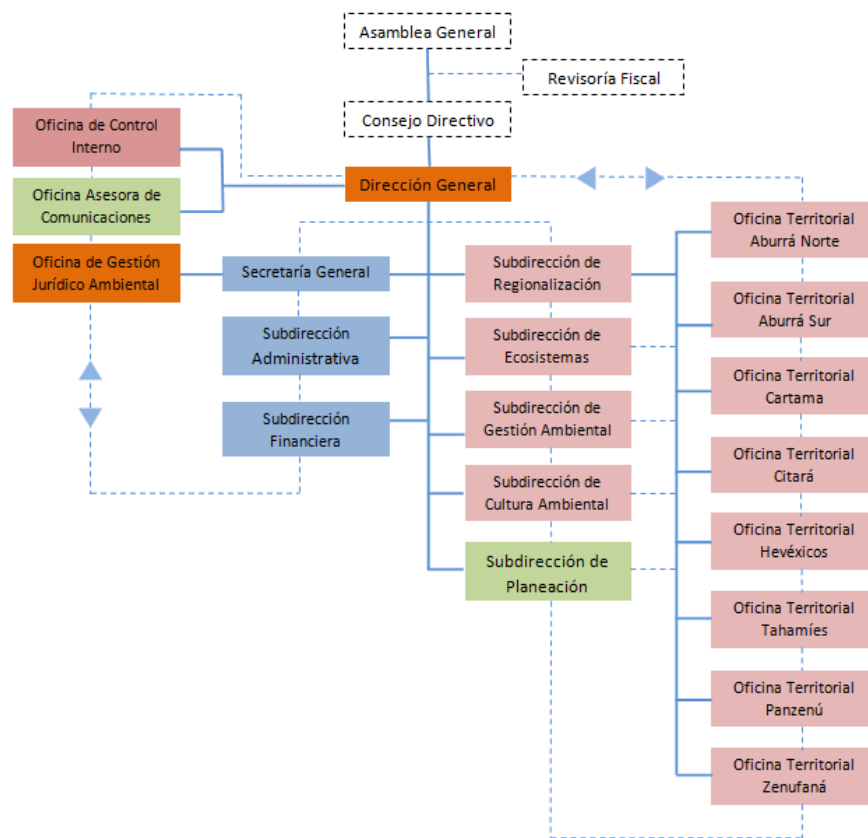 Asamblea General
Revisoría Fiscal
Consejo Directivo
Oficina de Control
Interno
Dirección General
Oficina Asesora de
Comunicaciones
Oficina de Gestión
Jurídico Ambiental
Secretaría General
Subdirección
Administrativa
Subdirección
Financiera
Subdirección de
Regionalización
Subdirección de
Ecosistemas
Subdirección de
Gestión Ambiental
Subdirección de
Cultura Ambiental
Subdirección de
Planeación
Oficina Territorial
Aburrá Norte
Oficina Territorial
Aburrá Sur
Oficina Territorial
Cartama
Oficina Territorial
Citará
Oficina Territorial
Hevéxicos
Oficina Territorial
Tahamíes
Oficina Territorial
Panzenú
Oficina Territorial
Zenufaná